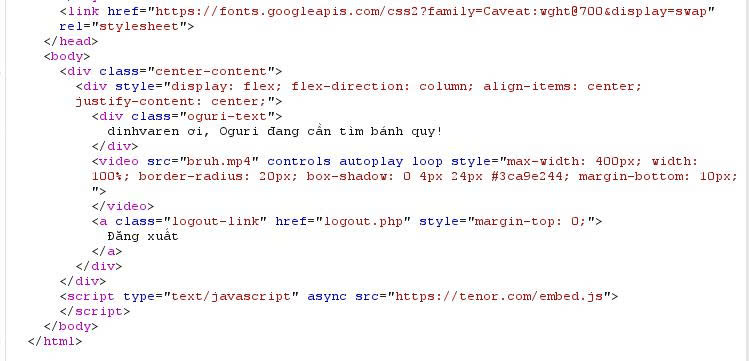 <link href="https://fonts.googleapis.com/css2?family=Caveat:wght@700&display=swap"
rel="stylesheet">
</head>
<body>
<div class="center-content">
<div style="display: flex; flex-direction: column; align-items: center;
justify-content: center;">
<div class="oguri-text">
dinhvaren ơi, Oguri đang cần tìm bánh quy!
</div>
<video src="bruh.mp4" controls autoplay loop style="max-width: 400px; width:
100%; border-radius: 20px; box-shadow: 0 4px 24px #3ca9e244; margin-bottom: 10px;
">
</video>
<a class="logout-link" href="logout.php" style="margin-top: 0;">
Đăng xuất
</a>
</div>
</div>
<script type="text/javascript" async src="https://tenor.com/embed.js">
</script>
</body>
</html>